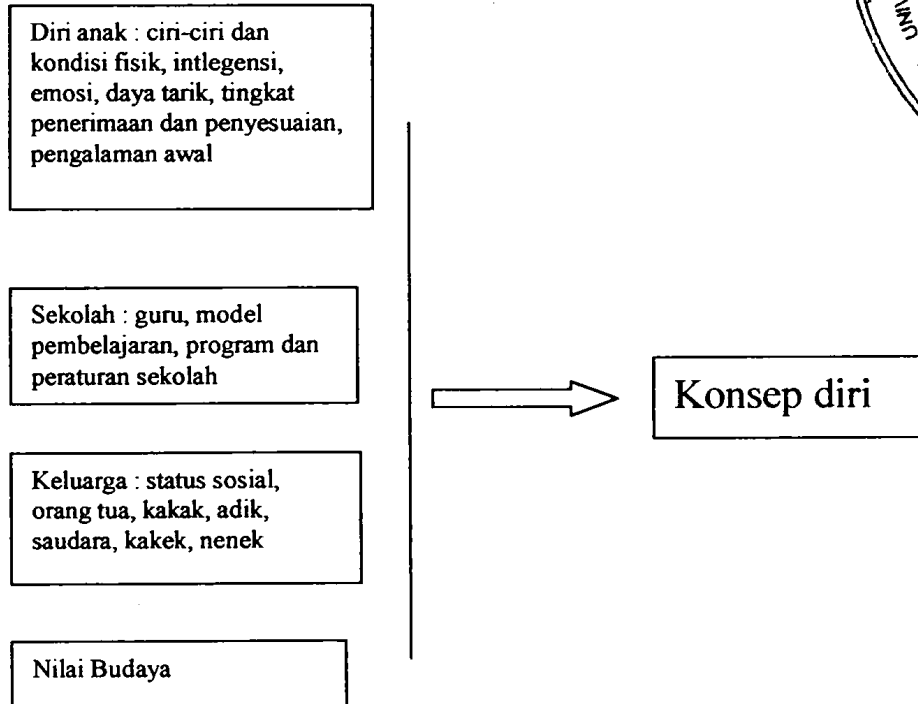 Diri anak : ciri-ciri dan
kondisi fisik, intlegensi,
emosi, daya tarik, tingkat
penerimaan dan penyesuaian,
pengalaman awal
Sekolah : guru, model
pembelajaran, program dan
peraturan sekolah
Keluarga : status sosial,
orang tua, kakak, adik,
saudara, kakek, nenek
Nilai Budaya
Konsep diri